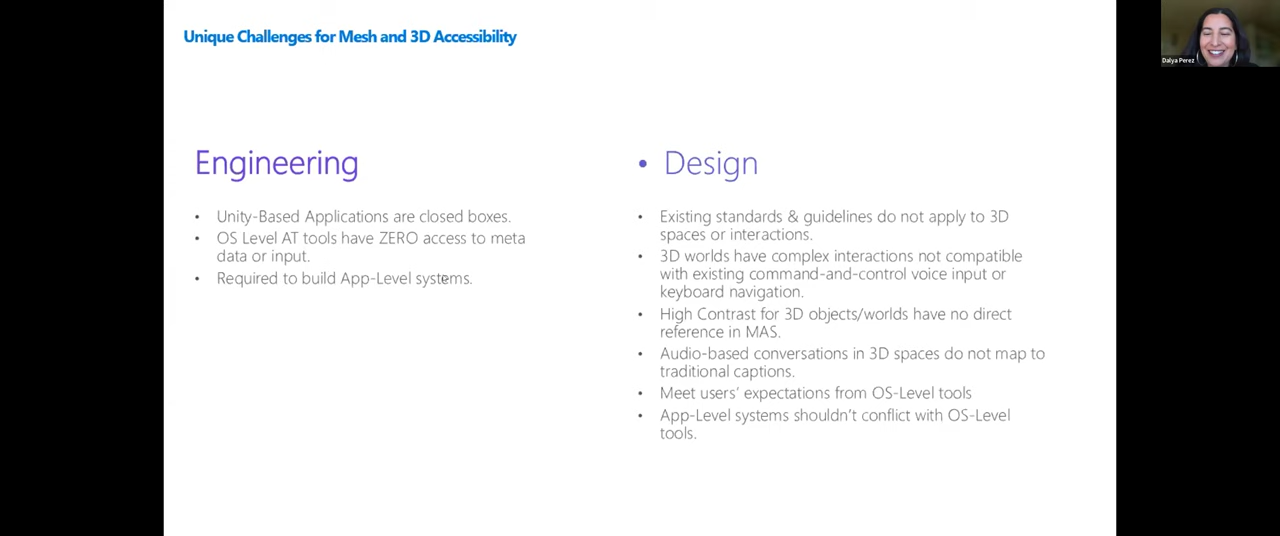 Unique Challenges for Mesh and 3D Accessibility
Dalya Perez
Engineering
• Unity-Based Applications are closed boxes.
• OS Level AT tools have ZERO access to meta
data or input.
• Required to build App-Level systems.
• Design
• Existing standards & guidelines do not apply to 3D
spaces or interactions.
• 3D worlds have complex interactions not compatible
with existing command-and-control voice input or
keyboard navigation.
• High Contrast for 3D objects/worlds have no direct
reference in MAS.
• Audio-based conversations in 3D spaces do not map to
traditional captions.
• Meet users’ expectations from OS-Level tools
• App-Level systems shouldn’t conflict with OS-Level
tools.